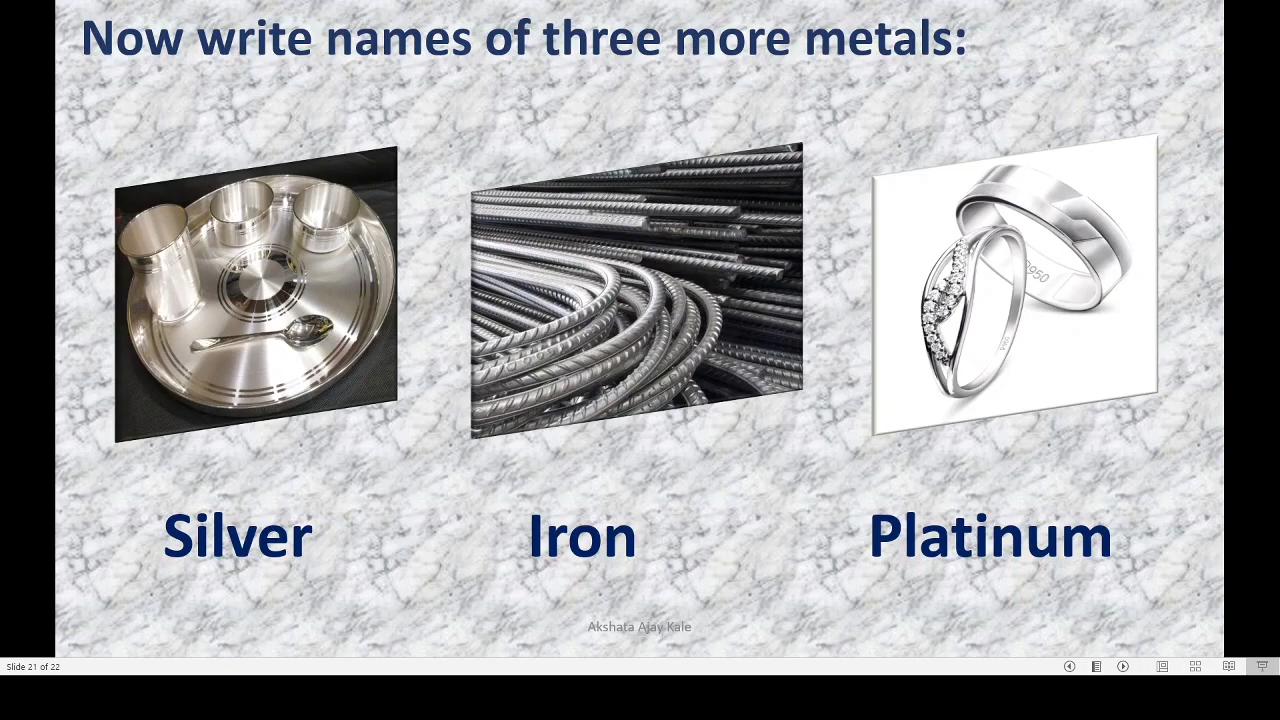 Now write names of three more metals:
Silver
Iron
Platinum
Akshata Ajay Kale
Slide 21 of 22